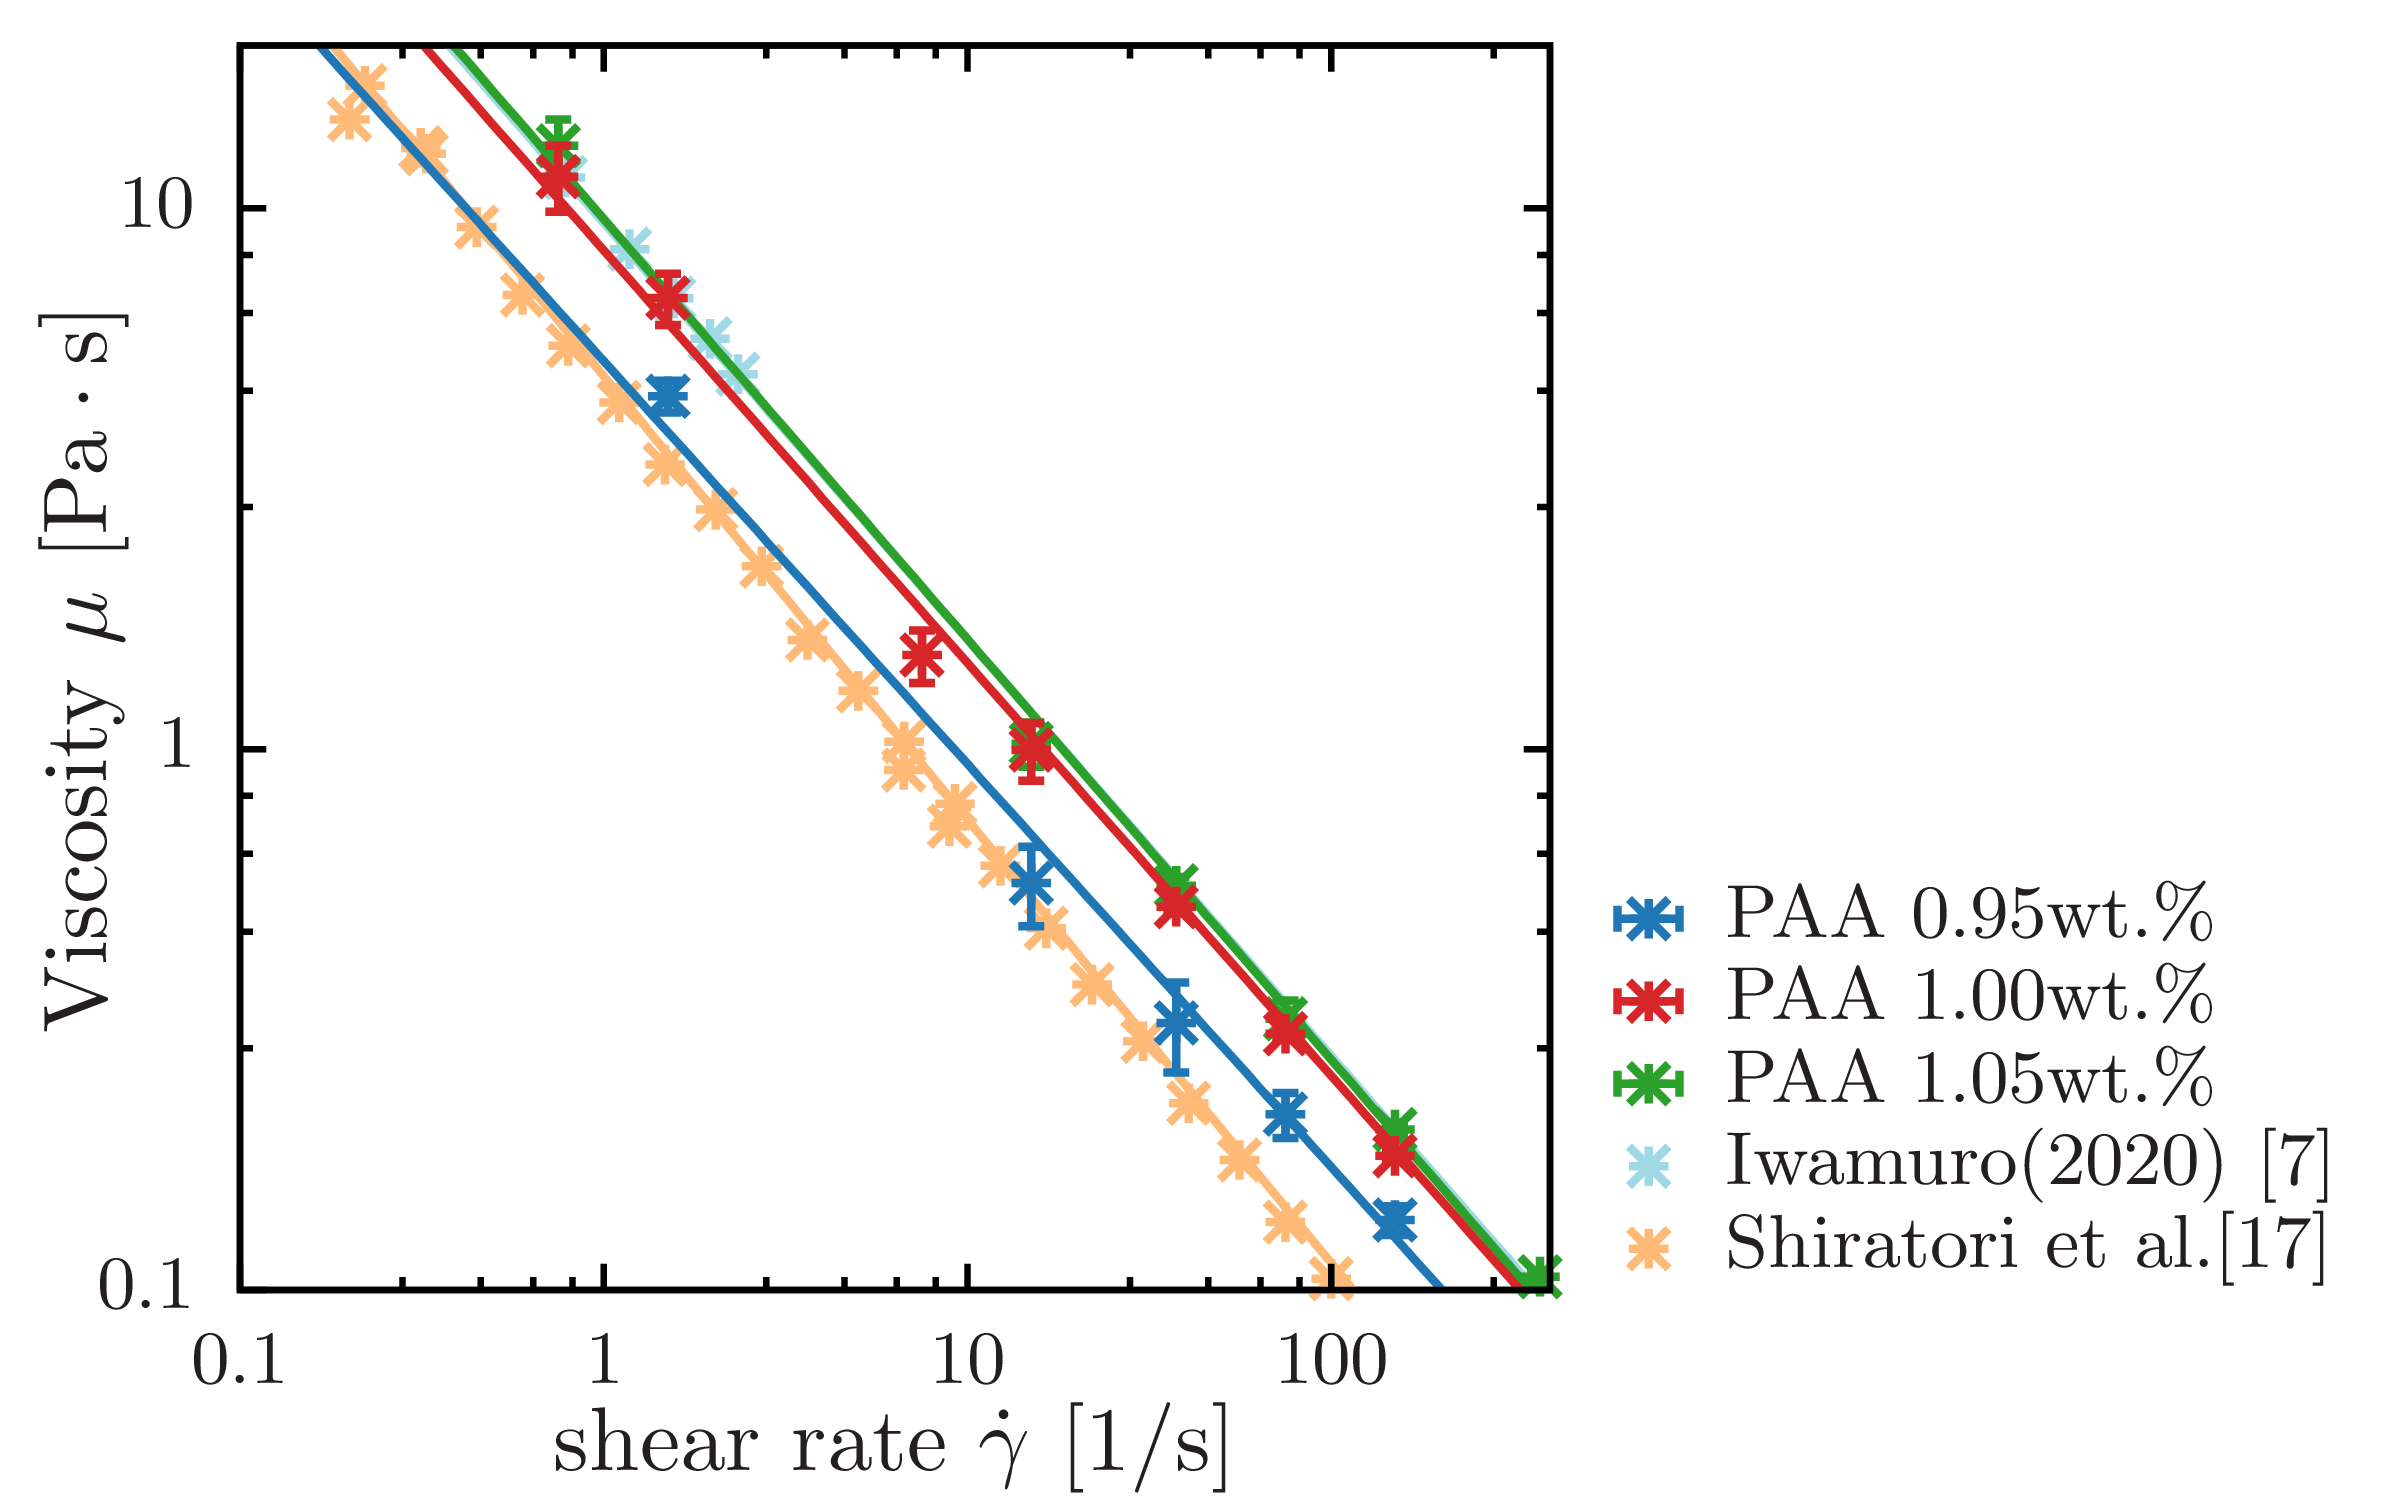 Viscosity μ [Pa · s]
10
1
0.1
0.1 1 10 100
shear rate γ̇ [1/s]
PAA 0.95wt.%
PAA 1.00wt.%
PAA 1.05wt.%
Iwamuro(2020) [7]
Shiratori et al.[17]